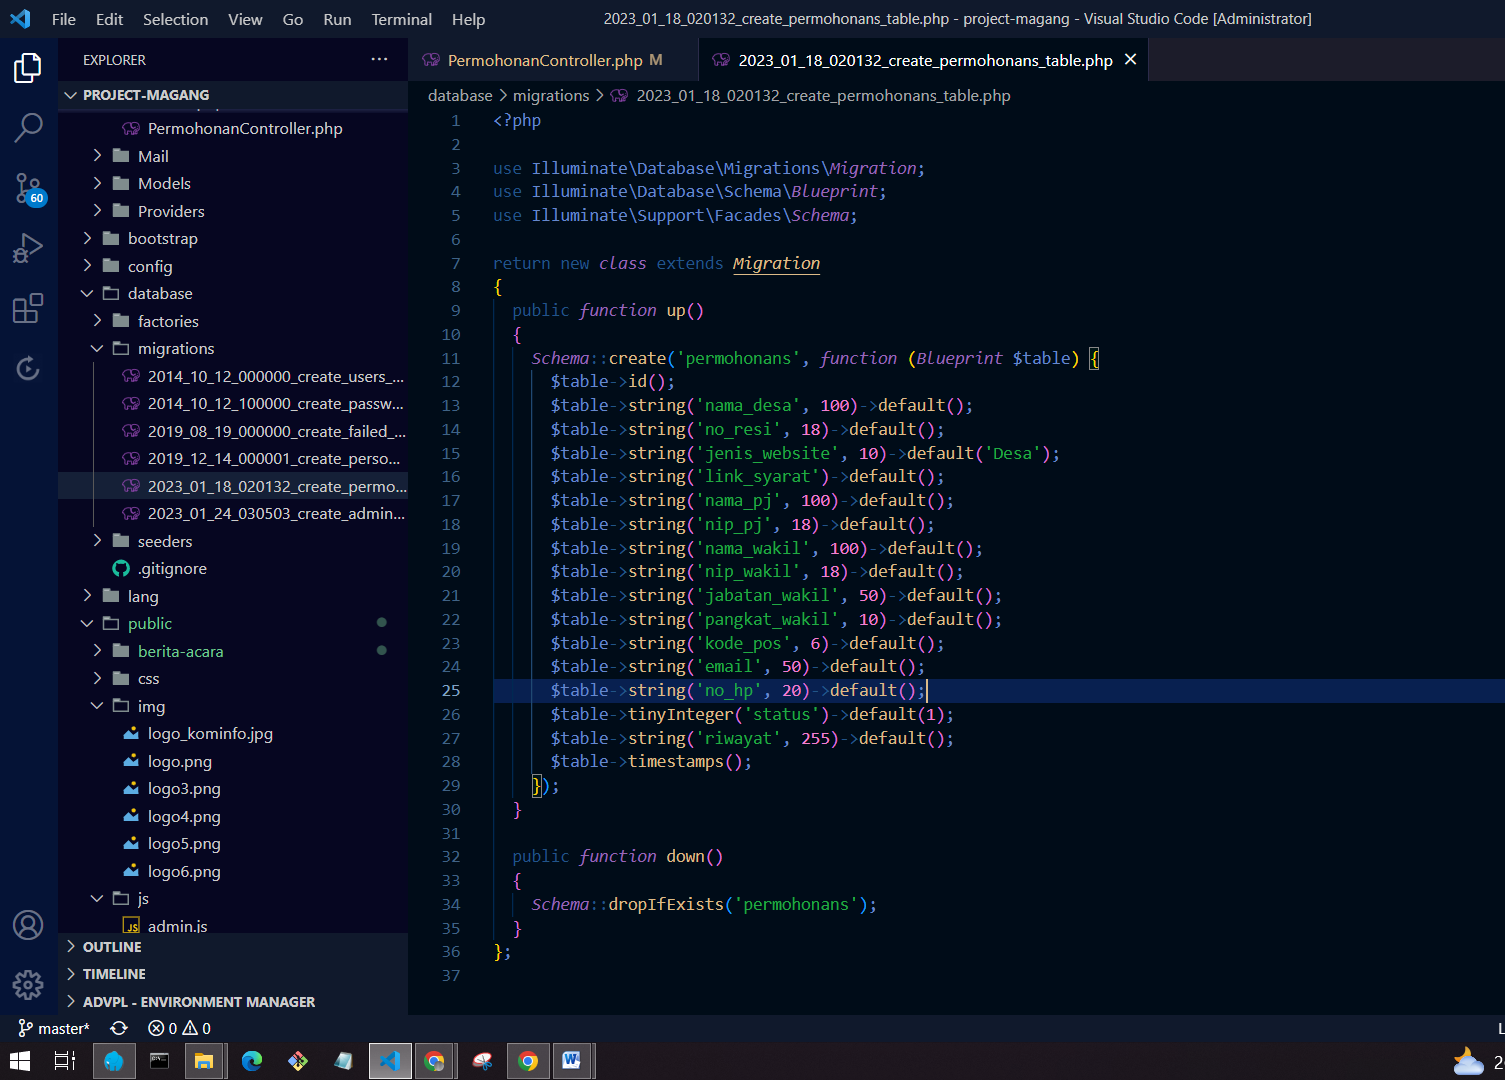 File Edit Selection View Go Run Terminal Help 2023_01_18_020132_create_permohonans_table.php - project-magang - Visual Studio Code [Administrator]
EXPLORER ···
PermohonanController.php M
2023_01_18_020132_create_permohonans_table.php
PROJECT-MAGANG
database > migrations > 2023_01_18_020132_create_permohonans_table.php
PermohonanController.php
Mail
Models
Providers
bootstrap
config
database
factories
migrations
2014_10_12_000000_create_users_...
2014_10_12_100000_create_passw...
2019_08_19_000000_create_failed_...
2019_12_14_000001_create_perso...
2023_01_18_020132_create_permo...
2023_01_24_030503_create_admin...
seeders
.gitignore
lang
public
berita-acara
css
img
logo_kominfo.jpg
logo.png
logo3.png
logo4.png
logo5.png
logo6.png
js
JS admin.js
OUTLINE
TIMELINE
ADVPL - ENVIRONMENT MANAGER
60
1 <?php
2
3 use Illuminate\Database\Migrations\Migration;
4 use Illuminate\Database\Schema\Blueprint;
5 use Illuminate\Support\Facades\Schema;
6
7 return new class extends Migration
8 {
9 public function up()
10 {
11 Schema::create('permohonans', function (Blueprint $table) {
12 $table->id();
13 $table->string('nama_desa', 100)->default();
14 $table->string('no_resi', 18)->default();
15 $table->string('jenis_website', 10)->default('Desa');
16 $table->string('link_syarat')->default();
17 $table->string('nama_pj', 100)->default();
18 $table->string('nip_pj', 18)->default();
19 $table->string('nama_wakil', 100)->default();
20 $table->string('nip_wakil', 18)->default();
21 $table->string('jabatan_wakil', 50)->default();
22 $table->string('pangkat_wakil', 10)->default();
23 $table->string('kode_pos', 6)->default();
24 $table->string('email', 50)->default();
25 $table->string('no_hp', 20)->default();
26 $table->tinyInteger('status')->default(1);
27 $table->string('riwayat', 255)->default();
28 $table->timestamps();
29 });
30 }
31
32 public function down()
33 {
34 Schema::dropIfExists('permohonans');
35 }
36 };
37
master* 0 0